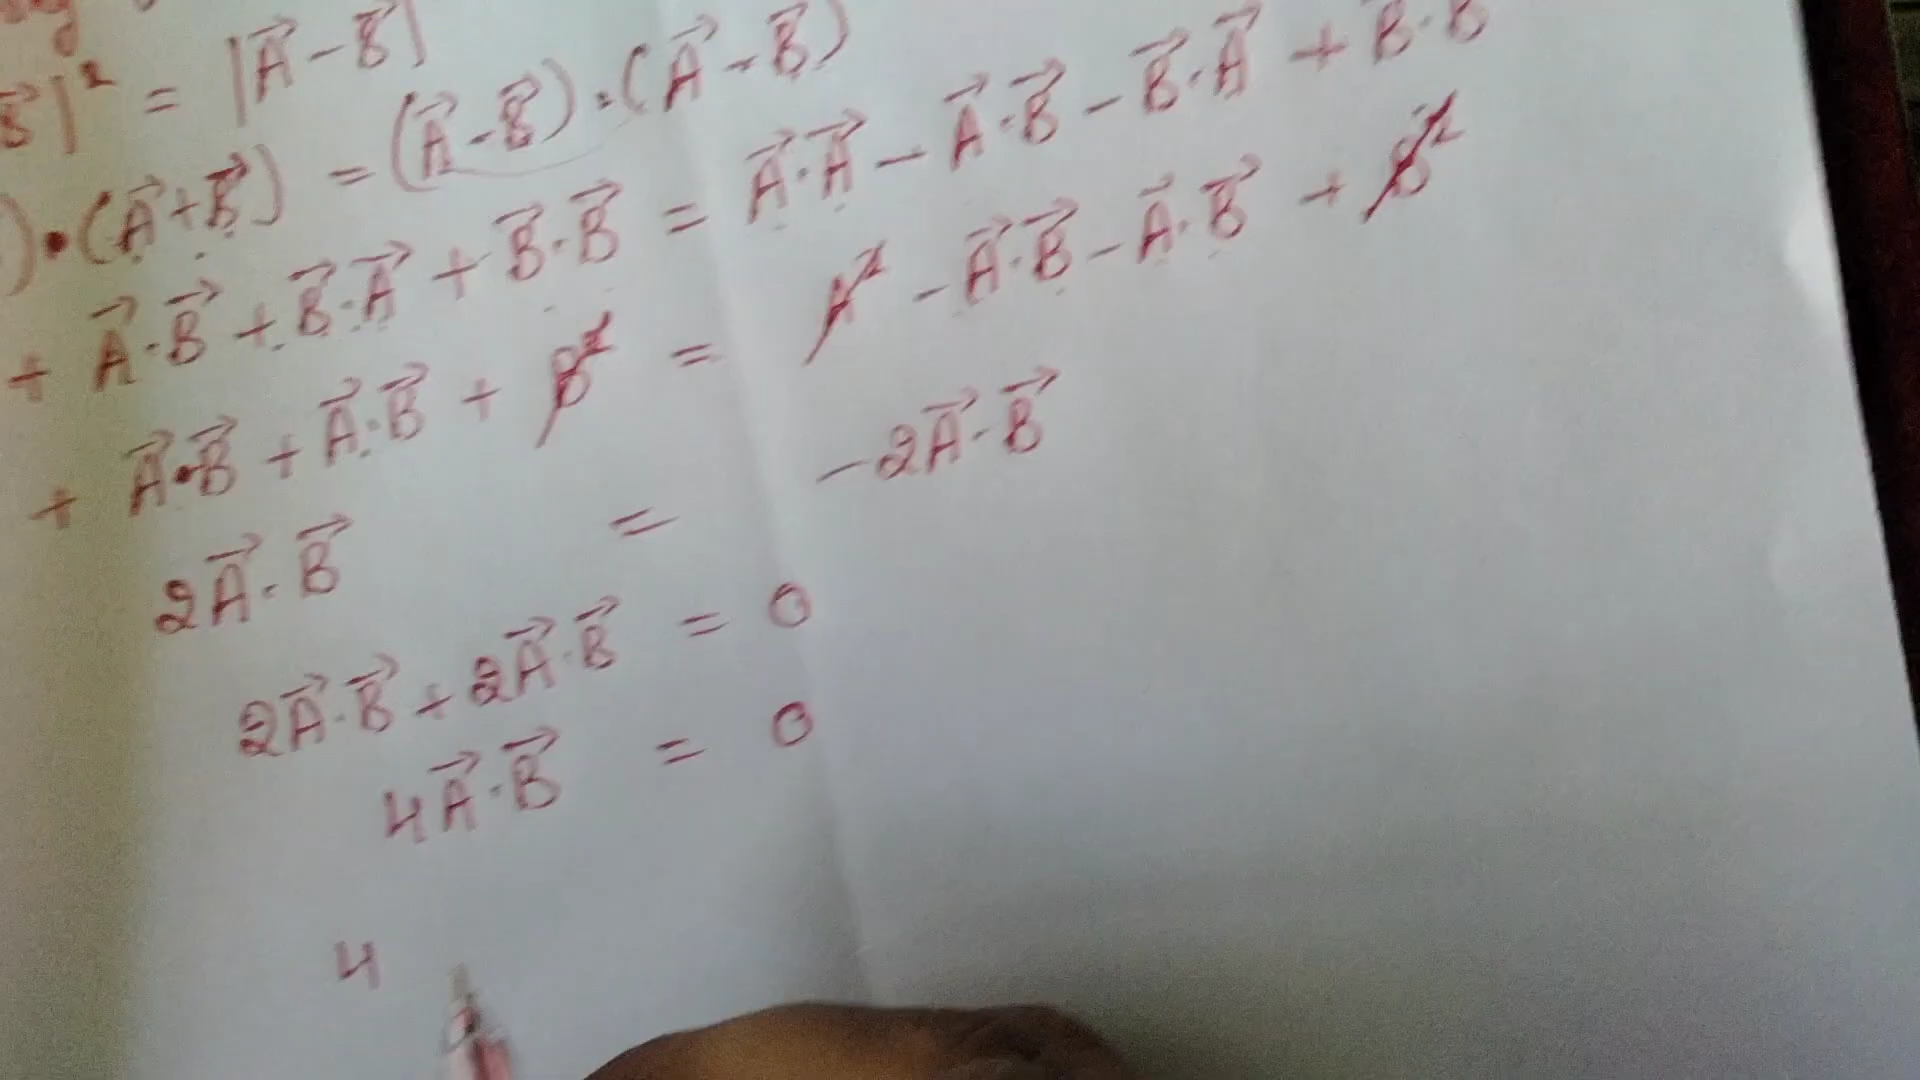 B⃗|² = |A⃗ - B⃗|
) • (A⃗ + B⃗) = (A⃗ - B⃗) • (A⃗ - B⃗)
+ A⃗·B⃗ + B⃗·A⃗ + B⃗·B⃗ = A⃗·A⃗ - A⃗·B⃗ - B⃗·A⃗ + B·B
+ A⃗·B⃗ + A⃗·B⃗ + B² = A² - A⃗·B⃗ - A⃗·B⃗ + B²
2A⃗·B⃗ = -2A⃗·B⃗
2A⃗·B⃗ + 2A⃗·B⃗ = 0
4A⃗·B⃗ = 0
4